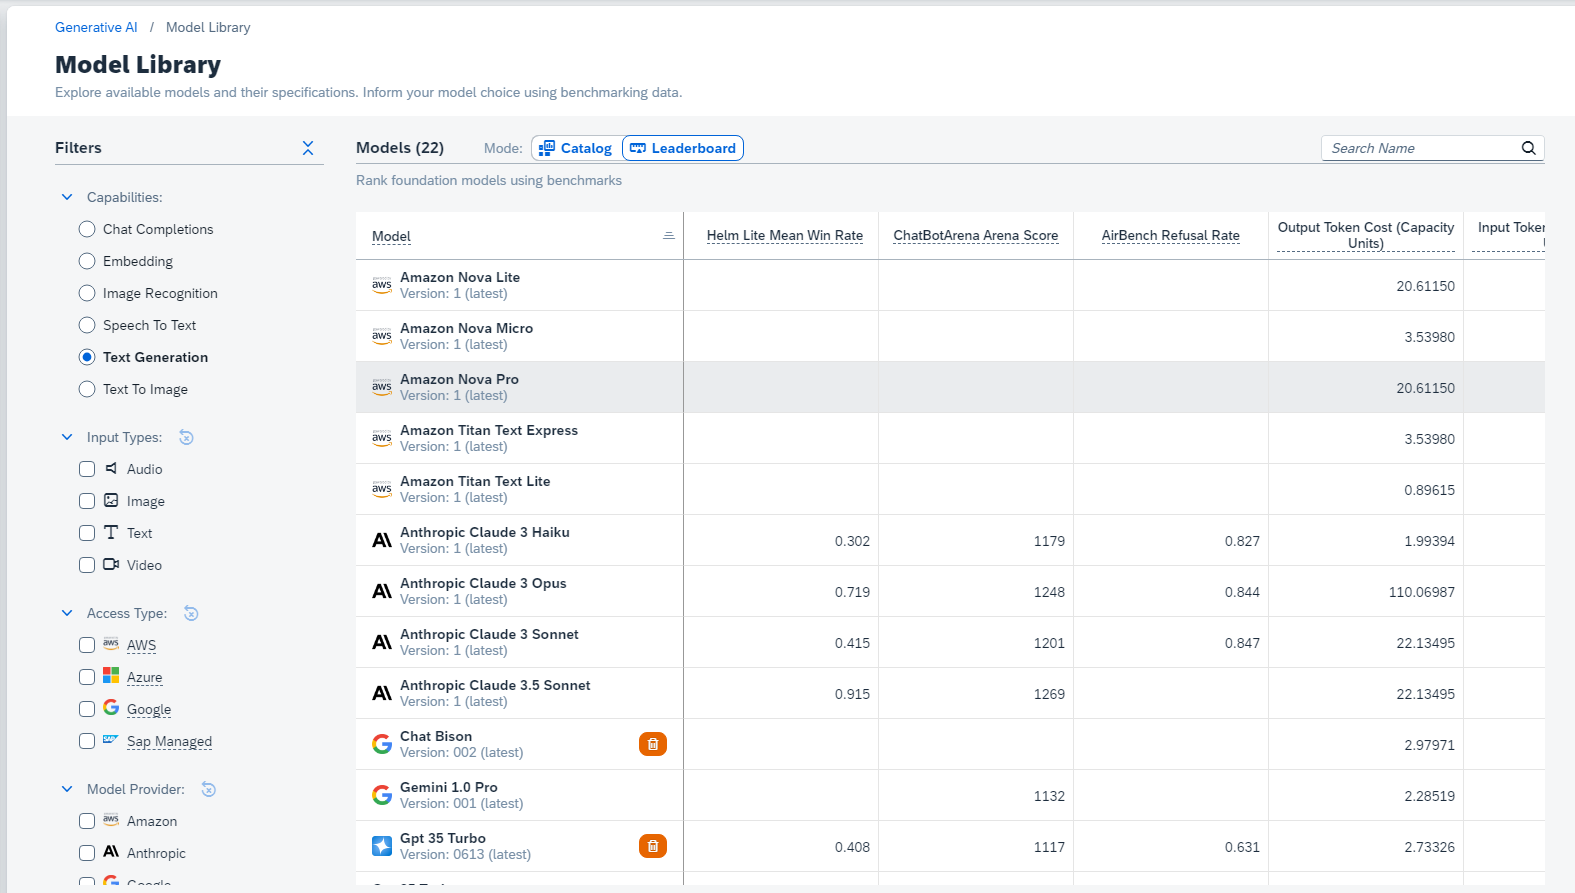 Generative AI / Model Library
Model Library
Explore available models and their specifications. Inform your model choice using benchmarking data.
Filters
Capabilities:
Chat Completions
Embedding
Image Recognition
Speech To Text
Text Generation
Text To Image
Input Types:
Audio
Image
Text
Video
Access Type:
aws AWS
Azure
Google
SAP Sap Managed
Model Provider:
aws Amazon
Anthropic
Google
Models (22) Mode: Catalog Leaderboard Search Name
Rank foundation models using benchmarks
Model Helm Lite Mean Win Rate ChatBotArena Arena Score AirBench Refusal Rate Output Token Cost (Capacity Units) Input Token
aws Amazon Nova Lite 20.61150
Version: 1 (latest)
aws Amazon Nova Micro 3.53980
Version: 1 (latest)
aws Amazon Nova Pro 20.61150
Version: 1 (latest)
aws Amazon Titan Text Express 3.53980
Version: 1 (latest)
aws Amazon Titan Text Lite 0.89615
Version: 1 (latest)
Anthropic Claude 3 Haiku 0.302 1179 0.827 1.99394
Version: 1 (latest)
Anthropic Claude 3 Opus 0.719 1248 0.844 110.06987
Version: 1 (latest)
Anthropic Claude 3 Sonnet 0.415 1201 0.847 22.13495
Version: 1 (latest)
Anthropic Claude 3.5 Sonnet 0.915 1269 22.13495
Version: 1 (latest)
Chat Bison 2.97971
Version: 002 (latest)
Gemini 1.0 Pro 1132 2.28519
Version: 001 (latest)
Gpt 35 Turbo 0.408 1117 0.631 2.73326
Version: 0613 (latest)